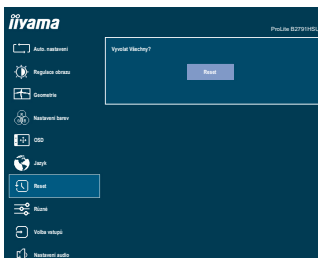 iiyama
ProLite B2791HSU
Auto. nastavení
Vyvolat Všechny?
Regulace obrazu
Reset
Geometrie
Nastavení barev
OSD
Jazyk
Reset
Různé
Volba vstupů
Nastavení audio